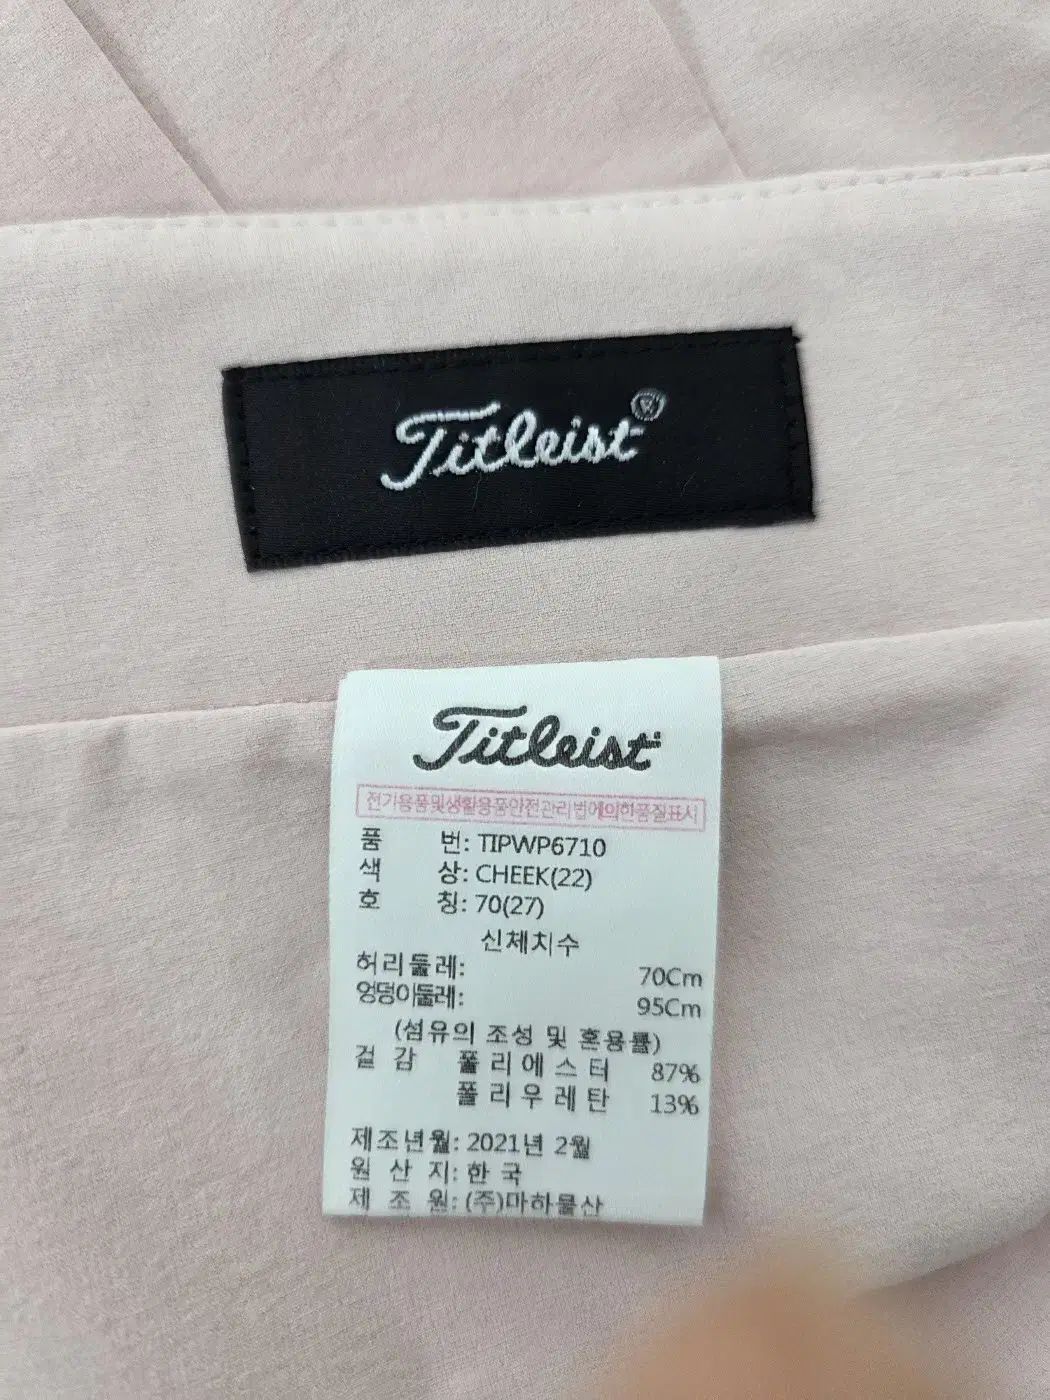 Titleist®
Titleist
전기용품및생활용품안전관리법에의한품질표시
품 번: TIPWP6710
색 상: CHEEK(22)
호 칭: 70(27)
신체치수
허리둘레: 70Cm
엉덩이둘레: 95Cm
(섬유의 조성 및 혼용률)
겉 감 폴리에스터 87%
폴리우레탄 13%
제조년월: 2021년 2월
원 산 지: 한 국
제 조 원: (주)마하물산